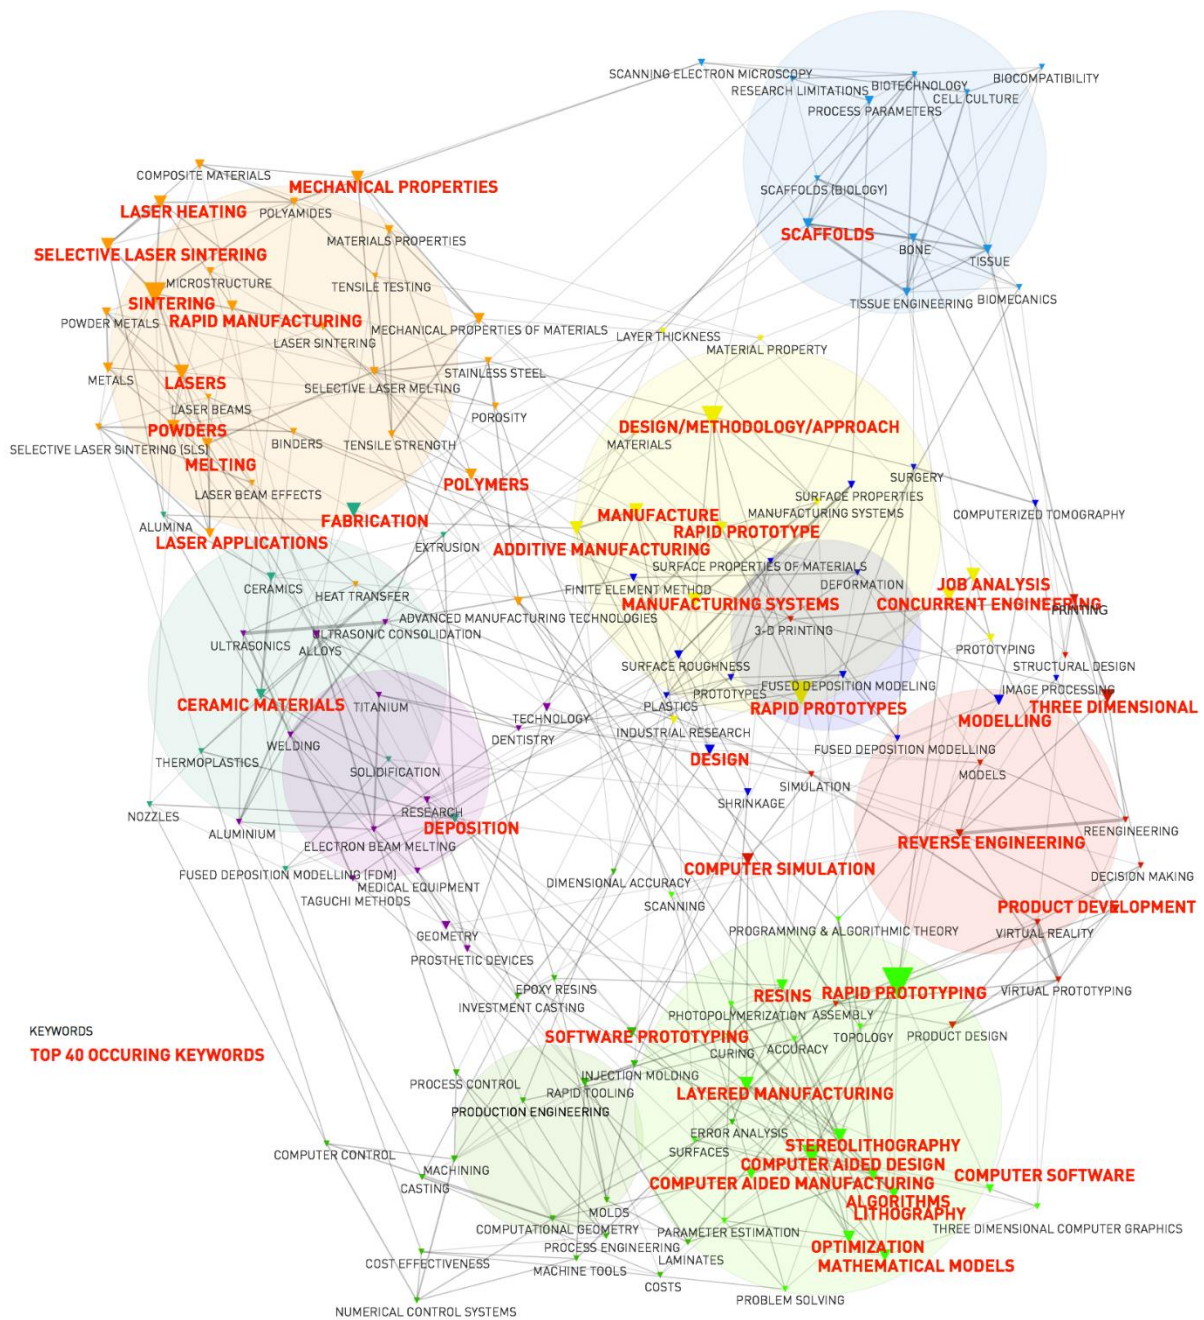 SCANNING ELECTRON MICROSCOPY
BIOCOMPATIBILITY
BIOTECHNOLOGY
RESEARCH LIMITATIONS
CELL CULTURE
PROCESS PARAMETERS
COMPOSITE MATERIALS
MECHANICAL PROPERTIES
SCAFFOLDS (BIOLOGY)
LASER HEATING
POLYAMIDES
SCAFFOLDS
MATERIALS PROPERTIES
BONE
SELECTIVE LASER SINTERING
TISSUE
MICROSTRUCTURE
TENSILE TESTING
SINTERING
TISSUE ENGINEERING
BIOMECANICS
RAPID MANUFACTURING
POWDER METALS
MECHANICAL PROPERTIES OF MATERIALS
LASER SINTERING
LAYER THICKNESS
MATERIAL PROPERTY
STAINLESS STEEL
METALS
LASERS
SELECTIVE LASER MELTING
LASER BEAMS
POROSITY
DESIGN/METHODOLOGY/APPROACH
POWDERS
BINDERS
MATERIALS
SELECTIVE LASER SINTERING (SLS)
TENSILE STRENGTH
MELTING
SURGERY
POLYMERS
LASER BEAM EFFECTS
SURFACE PROPERTIES
MANUFACTURING SYSTEMS
COMPUTERIZED TOMOGRAPHY
FABRICATION
MANUFACTURE
ALUMINA
RAPID PROTOTYPE
LASER APPLICATIONS
EXTRUSION
ADDITIVE MANUFACTURING
SURFACE PROPERTIES OF MATERIALS
DEFORMATION
JOB ANALYSIS
CERAMICS
HEAT TRANSFER
FINITE ELEMENT METHOD
MANUFACTURING SYSTEMS
CONCURRENT ENGINEERING
PRINTING
ADVANCED MANUFACTURING TECHNOLOGIES
3-D PRINTING
ULTRASONIC CONSOLIDATION
ULTRASONICS
ALLOYS
PROTOTYPING
SURFACE ROUGHNESS
STRUCTURAL DESIGN
FUSED DEPOSITION MODELING
IMAGE PROCESSING
PROTOTYPES
CERAMIC MATERIALS
TITANIUM
PLASTICS
RAPID PROTOTYPES
THREE DIMENSIONAL
TECHNOLOGY
MODELLING
INDUSTRIAL RESEARCH
WELDING
DENTISTRY
FUSED DEPOSITION MODELLING
THERMOPLASTICS
DESIGN
SOLIDIFICATION
MODELS
SIMULATION
SHRINKAGE
NOZZLES
RESEARCH
DEPOSITION
ALUMINIUM
REENGINEERING
REVERSE ENGINEERING
ELECTRON BEAM MELTING
COMPUTER SIMULATION
FUSED DEPOSITION MODELLING (FDM)
DECISION MAKING
DIMENSIONAL ACCURACY
MEDICAL EQUIPMENT
TAGUCHI METHODS
SCANNING
PRODUCT DEVELOPMENT
PROGRAMMING & ALGORITHMIC THEORY
VIRTUAL REALITY
GEOMETRY
PROSTHETIC DEVICES
EPOXY RESINS
VIRTUAL PROTOTYPING
RESINS
RAPID PROTOTYPING
INVESTMENT CASTING
PHOTOPOLYMERIZATION
ASSEMBLY
KEYWORDS
SOFTWARE PROTOTYPING
TOPOLOGY
PRODUCT DESIGN
TOP 40 OCCURING KEYWORDS
CURING
ACCURACY
INJECTION MOLDING
PROCESS CONTROL
RAPID TOOLING
LAYERED MANUFACTURING
PRODUCTION ENGINEERING
ERROR ANALYSIS
STEREOLITHOGRAPHY
SURFACES
COMPUTER CONTROL
COMPUTER AIDED DESIGN
MACHINING
COMPUTER SOFTWARE
COMPUTER AIDED MANUFACTURING
CASTING
ALGORITHMS
MOLDS
LITHOGRAPHY
COMPUTATIONAL GEOMETRY
PARAMETER ESTIMATION
THREE DIMENSIONAL COMPUTER GRAPHICS
PROCESS ENGINEERING
OPTIMIZATION
COST EFFECTIVENESS
LAMINATES
MATHEMATICAL MODELS
MACHINE TOOLS
COSTS
PROBLEM SOLVING
NUMERICAL CONTROL SYSTEMS